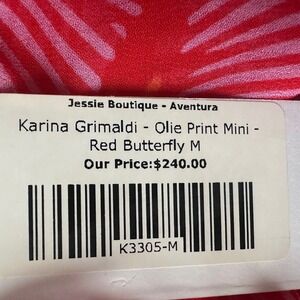 Jessie Boutique - Aventura
Karina Grimaldi - Olie Print Mini -
Red Butterfly M
Our Price:$240.00
K3305-M